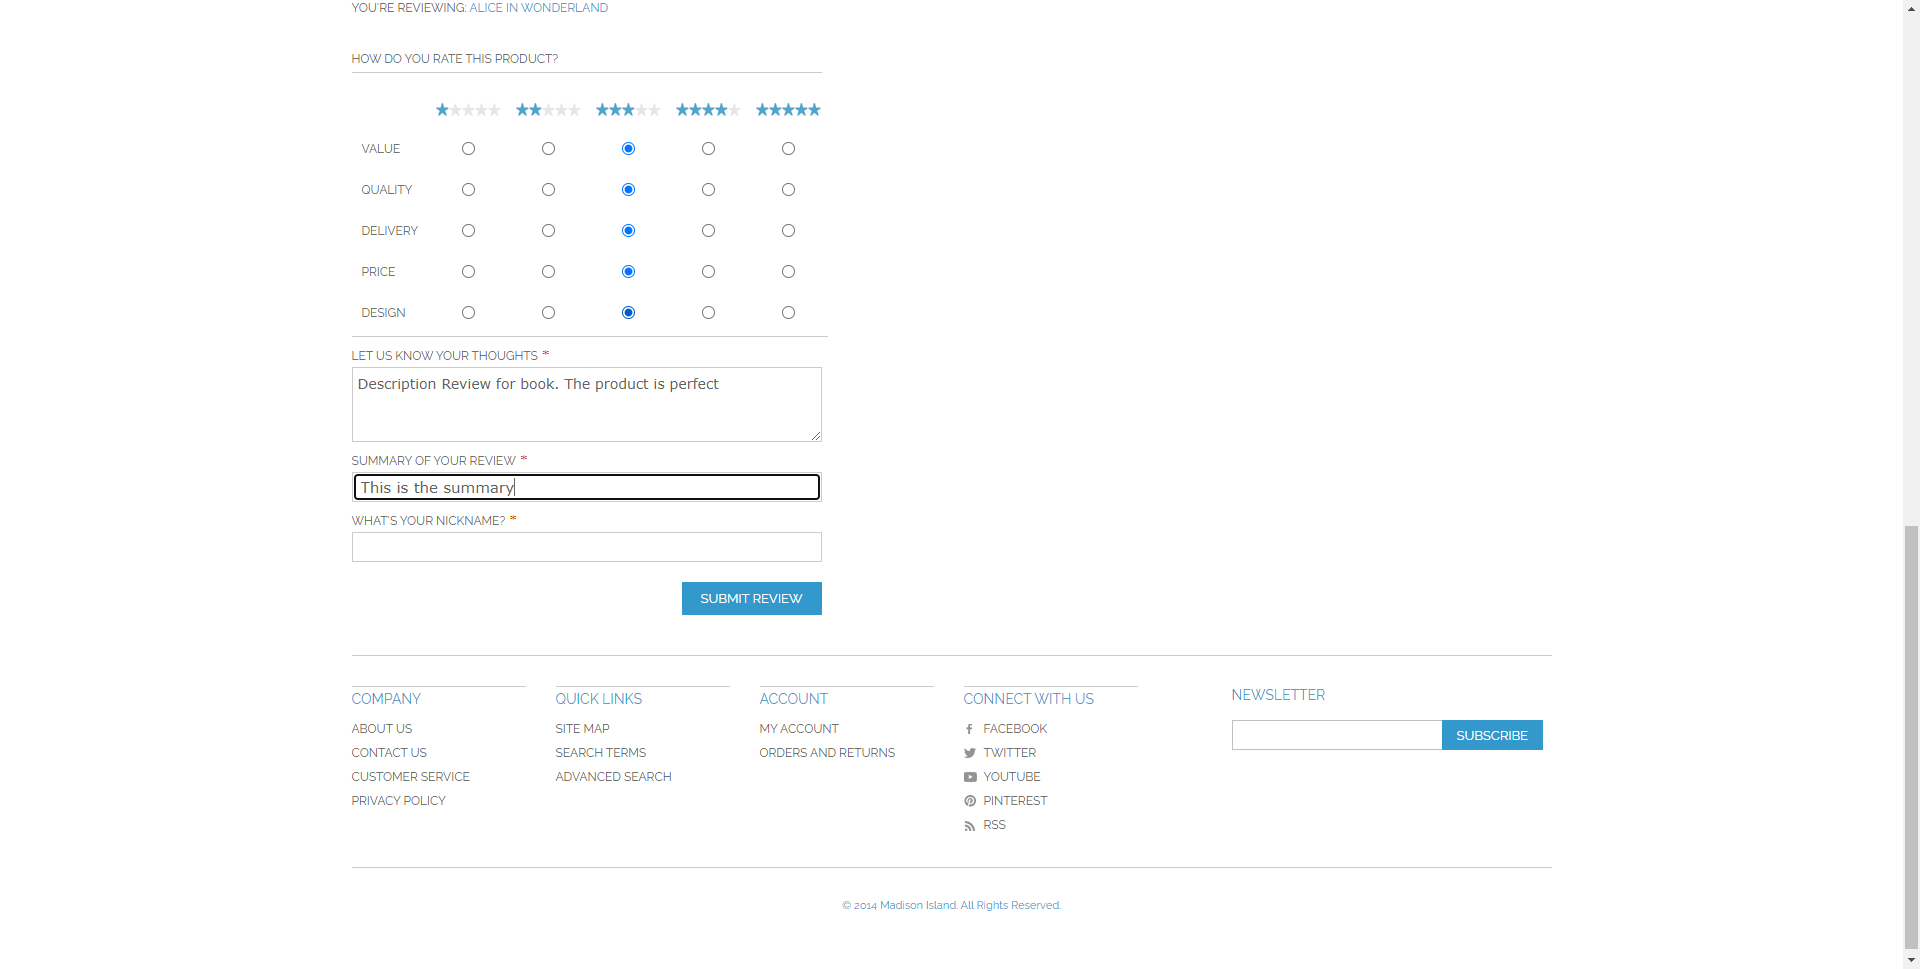 YOU'RE REVIEWING: ALICE IN WONDERLAND
HOW DO YOU RATE THIS PRODUCT?
VALUE
QUALITY
DELIVERY
PRICE
DESIGN
LET US KNOW YOUR THOUGHTS *
Description Review for book. The product is perfect
SUMMARY OF YOUR REVIEW *
This is the summary
WHAT'S YOUR NICKNAME? *
SUBMIT REVIEW
COMPANY
ABOUT US
CONTACT US
CUSTOMER SERVICE
PRIVACY POLICY
QUICK LINKS
SITE MAP
SEARCH TERMS
ADVANCED SEARCH
ACCOUNT
MY ACCOUNT
ORDERS AND RETURNS
CONNECT WITH US
FACEBOOK
TWITTER
YOUTUBE
PINTEREST
RSS
NEWSLETTER
SUBSCRIBE
© 2014 Madison Island. All Rights Reserved.